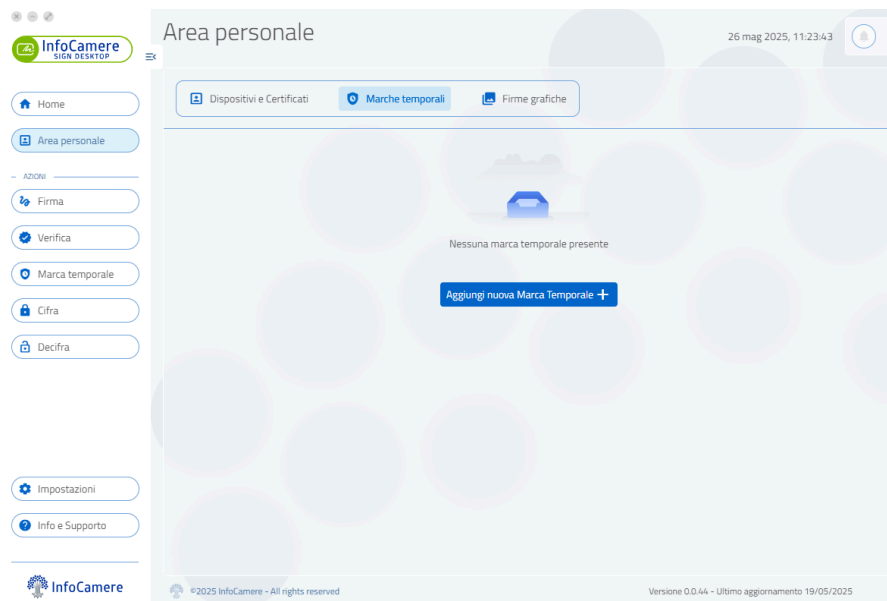 InfoCamere
SIGN DESKTOP
Area personale
26 mag 2025, 11:23:43
Home
Area personale
AZIONI
Firma
Verifica
Marca temporale
Cifra
Decifra
Impostazioni
Info e Supporto
InfoCamere
Dispositivi e Certificati
Marche temporali
Firme grafiche
Nessuna marca temporale presente
Aggiungi nuova Marca Temporale +
©2025 InfoCamere - All rights reserved
Versione 0.0.44 - Ultimo aggiornamento 19/05/2025